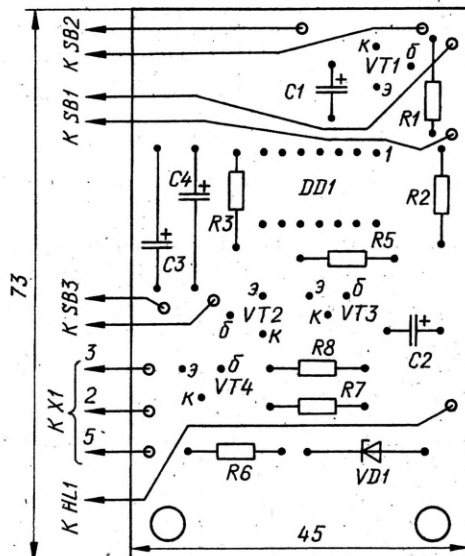 К SB2
К SB1
К SB3
К X1
3
2
5
К HL1
73
45
к
б
VT1
э
C1
R1
1
DD1
C4
R3
R2
C3
R5
э
VT2
б
к
э
б
VT3
к
C2
э
б
VT4
к
R8
R7
R6
VD1